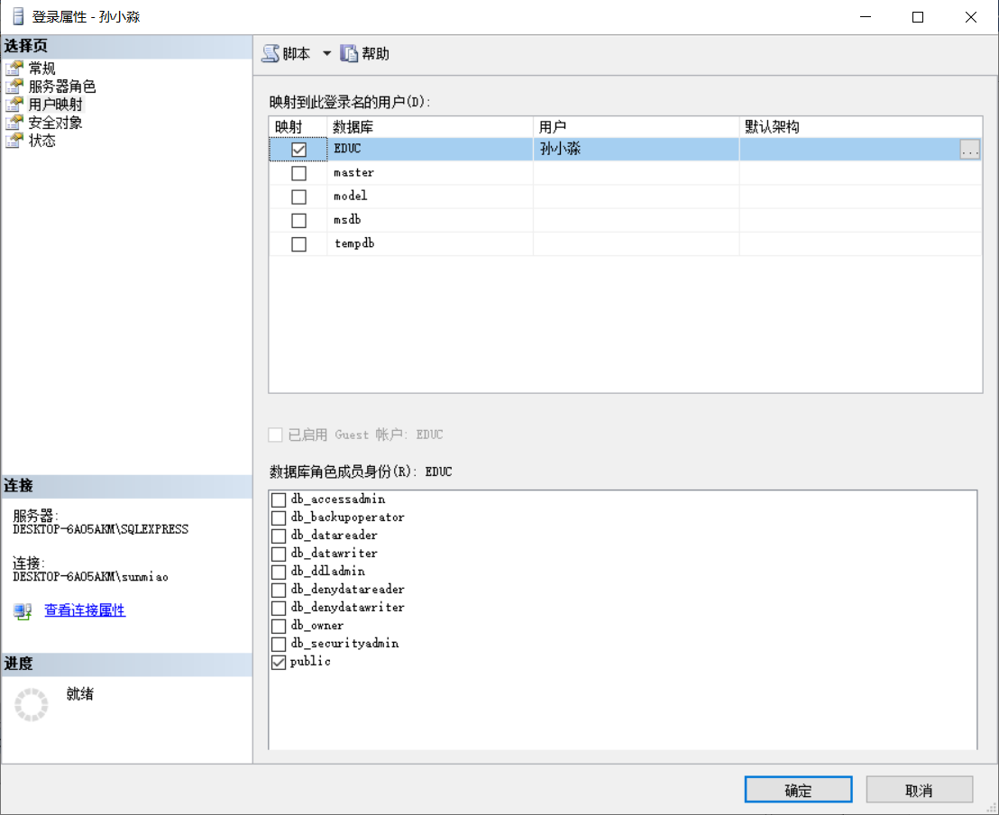 登录属性 - 孙小淼
选择页
常规
服务器角色
用户映射
安全对象
状态
脚本 帮助
映射到此登录名的用户(D):
映射 数据库 用户 默认架构
EDUC 孙小淼 ...
master
model
msdb
tempdb
已启用 Guest 帐户: EDUC
数据库角色成员身份(R): EDUC
db_accessadmin
db_backupoperator
db_datareader
db_datawriter
db_ddladmin
db_denydatareader
db_denydatawriter
db_owner
db_securityadmin
public
连接
服务器:
DESKTOP-6AO5AKM\SQLEXPRESS
连接:
DESKTOP-6AO5AKM\sunmiao
查看连接属性
进度
就绪
确定 取消